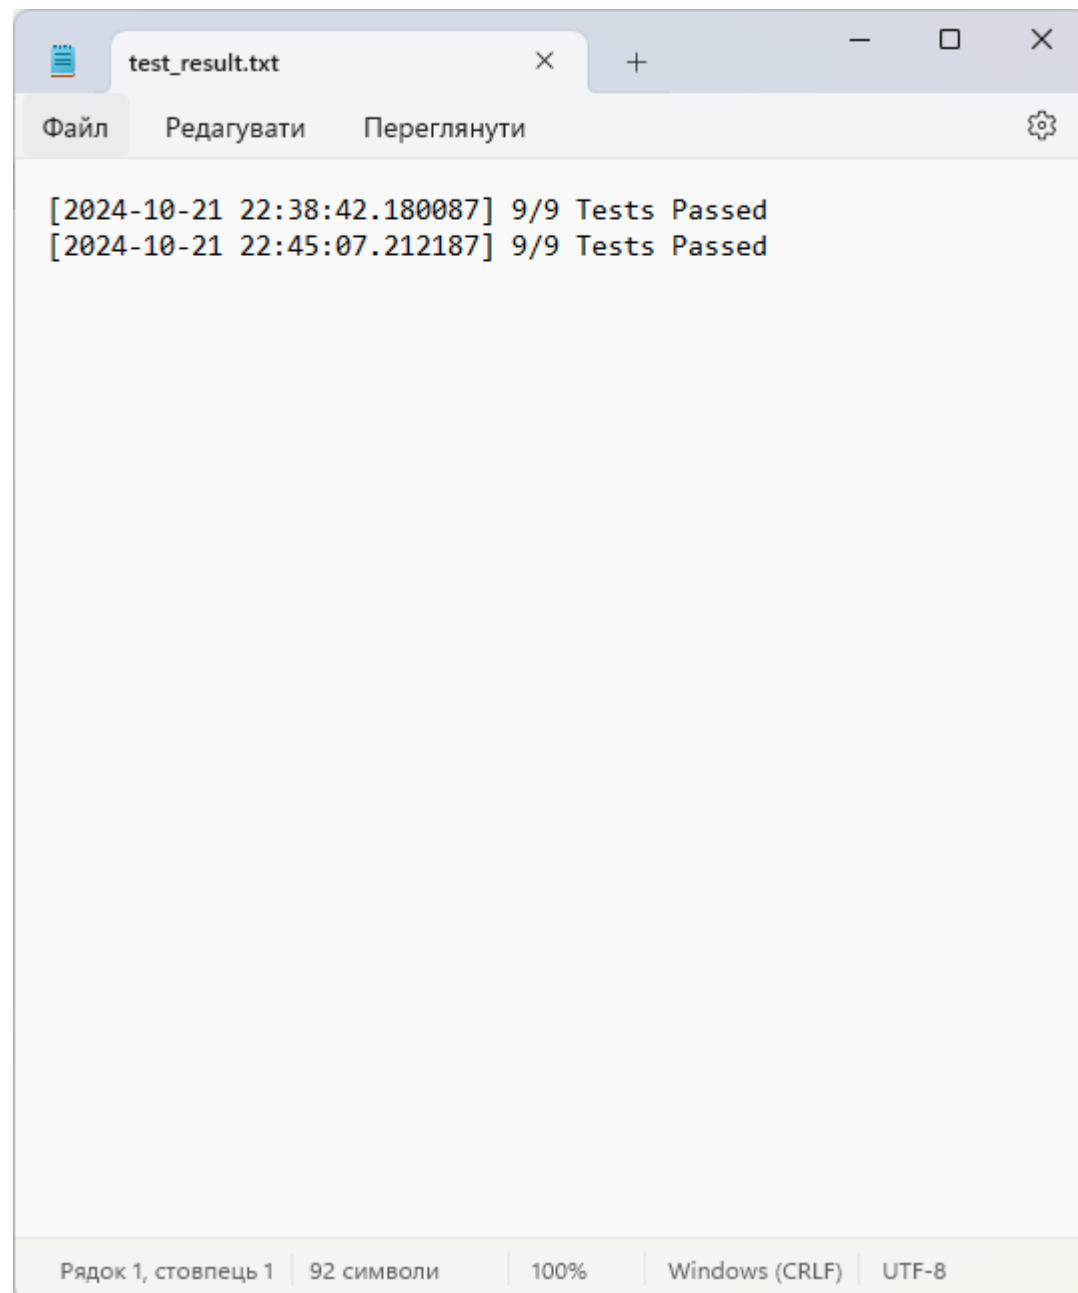 test_result.txt
Файл Редагувати Переглянути
[2024-10-21 22:38:42.180087] 9/9 Tests Passed
[2024-10-21 22:45:07.212187] 9/9 Tests Passed
Рядок 1, стовпець 1 92 символи 100% Windows (CRLF) UTF-8